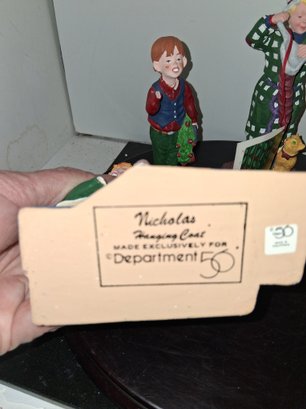 Nicholas
Hanging Coat
MADE EXCLUSIVELY FOR
©Department 56